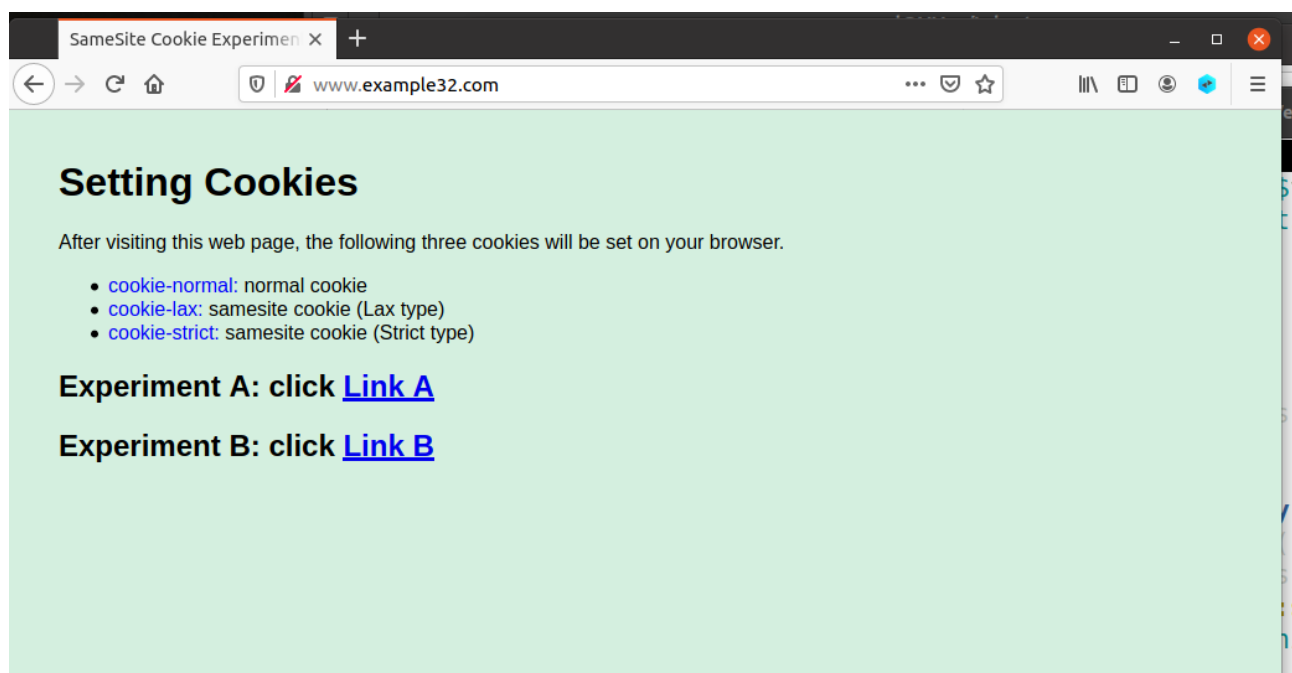 SameSite Cookie Experimen
www.example32.com
Setting Cookies
After visiting this web page, the following three cookies will be set on your browser.
• cookie-normal: normal cookie
• cookie-lax: samesite cookie (Lax type)
• cookie-strict: samesite cookie (Strict type)
Experiment A: click Link A
Experiment B: click Link B